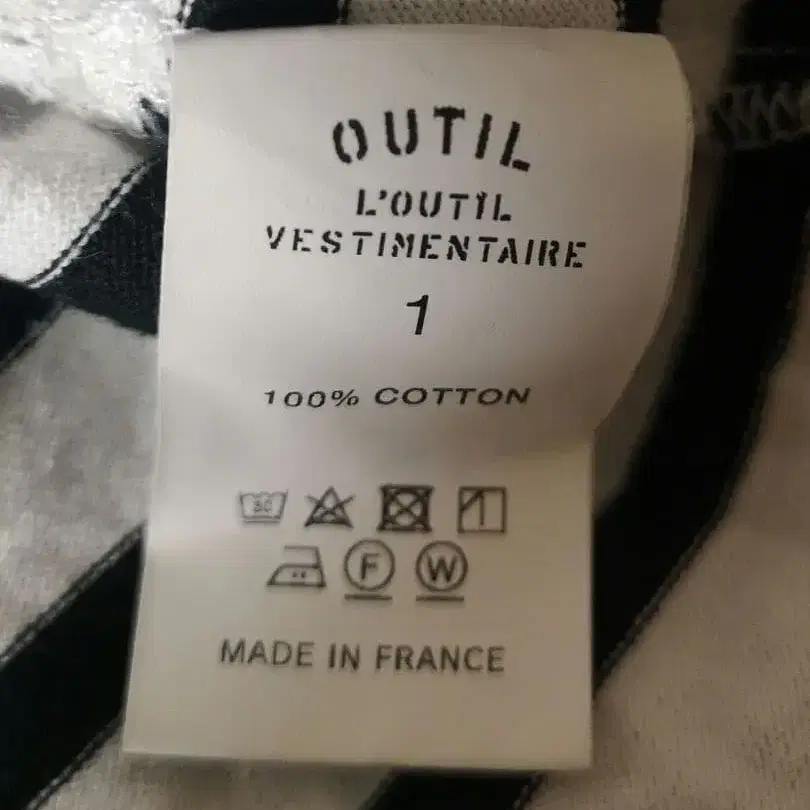 OUTIL
L'OUTIL
VESTIMENTAIRE
1
100% COTTON
F W
MADE IN FRANCE